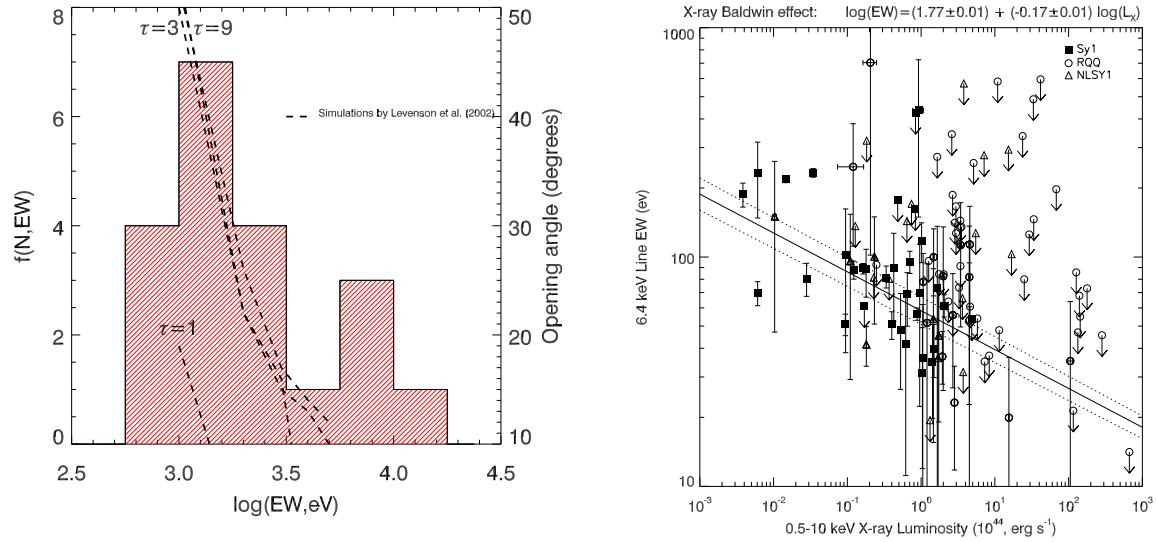 f(N,EW)
8
6
4
2
0
τ=3
τ=9
τ=1
Simulations by Levenson et al. (2002)
50
40
30
20
10
Opening angle (degrees)
2.5 3.0 3.5 4.0 4.5
log(EW,eV)
X-ray Baldwin effect: log(EW)=(1.77±0.01) + (-0.17±0.01) log(Lx)
Sy1
RQQ
NLSY1
6.4 keV Line EW (ev)
1000
100
10
10⁻³ 10⁻² 10⁻¹ 10⁰ 10¹ 10² 10³
0.5-10 keV X-ray Luminosity (10⁴⁴, erg s⁻¹)